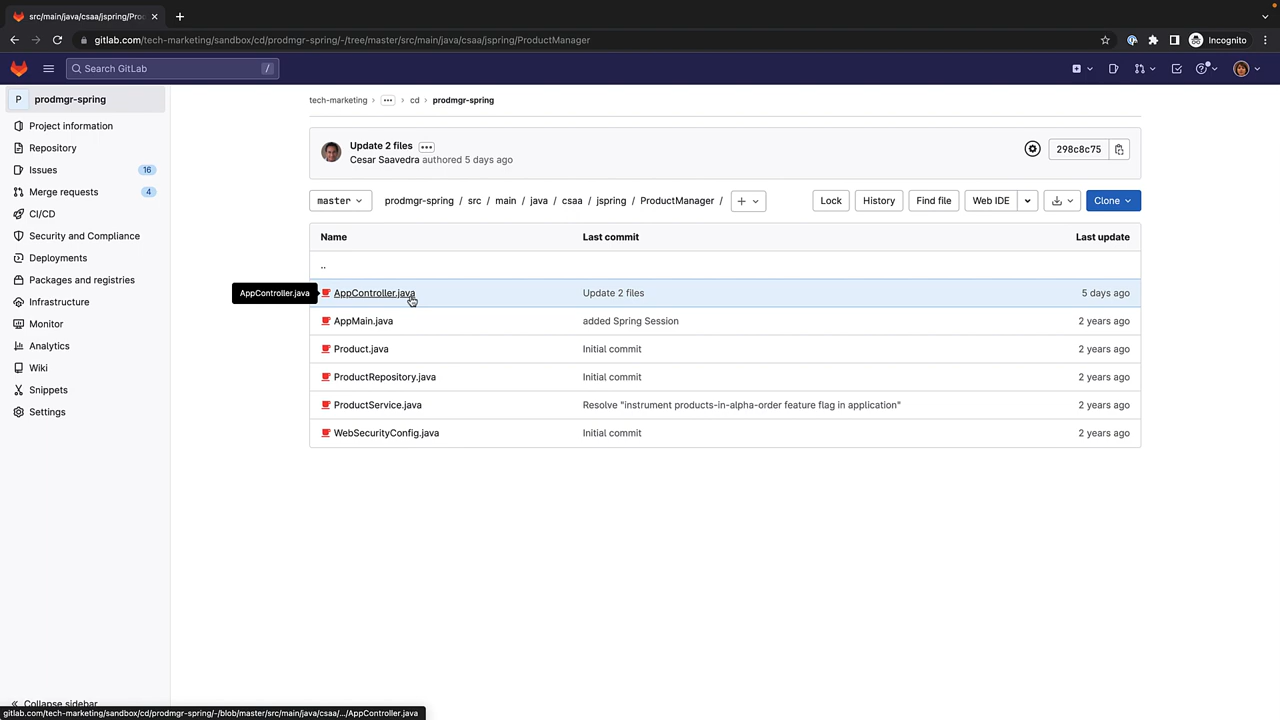 src/main/java/csaa/jspring/Pro
gitlab.com/tech-marketing/sandbox/cd/prodmgr-spring/-/tree/master/src/main/java/csaa/jspring/ProductManager
Incognito
Search GitLab /
P prodmgr-spring
Project information
Repository
Issues 16
Merge requests 4
CI/CD
Security and Compliance
Deployments
Packages and registries
Infrastructure
Monitor
Analytics
Wiki
Snippets
Settings
Collapse sidebar
tech-marketing › ... › cd › prodmgr-spring
Update 2 files
Cesar Saavedra authored 5 days ago
298c8c75
master prodmgr-spring / src / main / java / csaa / jspring / ProductManager / + Lock History Find file Web IDE Clone
Name Last commit Last update
..
AppController.java AppController.java Update 2 files 5 days ago
AppMain.java added Spring Session 2 years ago
Product.java Initial commit 2 years ago
ProductRepository.java Initial commit 2 years ago
ProductService.java Resolve "instrument products-in-alpha-order feature flag in application" 2 years ago
WebSecurityConfig.java Initial commit 2 years ago
gitlab.com/tech-marketing/sandbox/cd/prodmgr-spring/-/blob/master/src/main/java/csaa/.../AppController.java